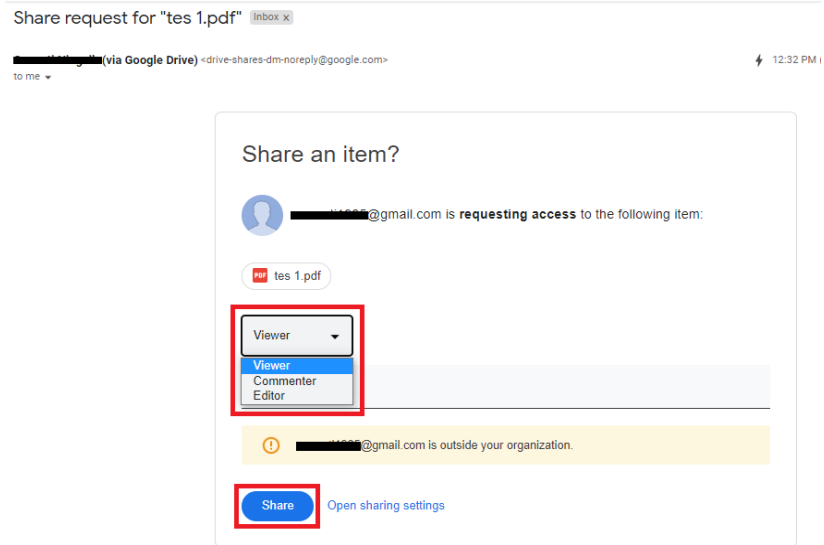 Share request for "tes 1.pdf" Inbox x
(via Google Drive) <drive-shares-dm-noreply@google.com> 12:32 PM (
to me
Share an item?
@gmail.com is requesting access to the following item:
PDF tes 1.pdf
Viewer
Viewer
Commenter
Editor
@gmail.com is outside your organization.
Share Open sharing settings